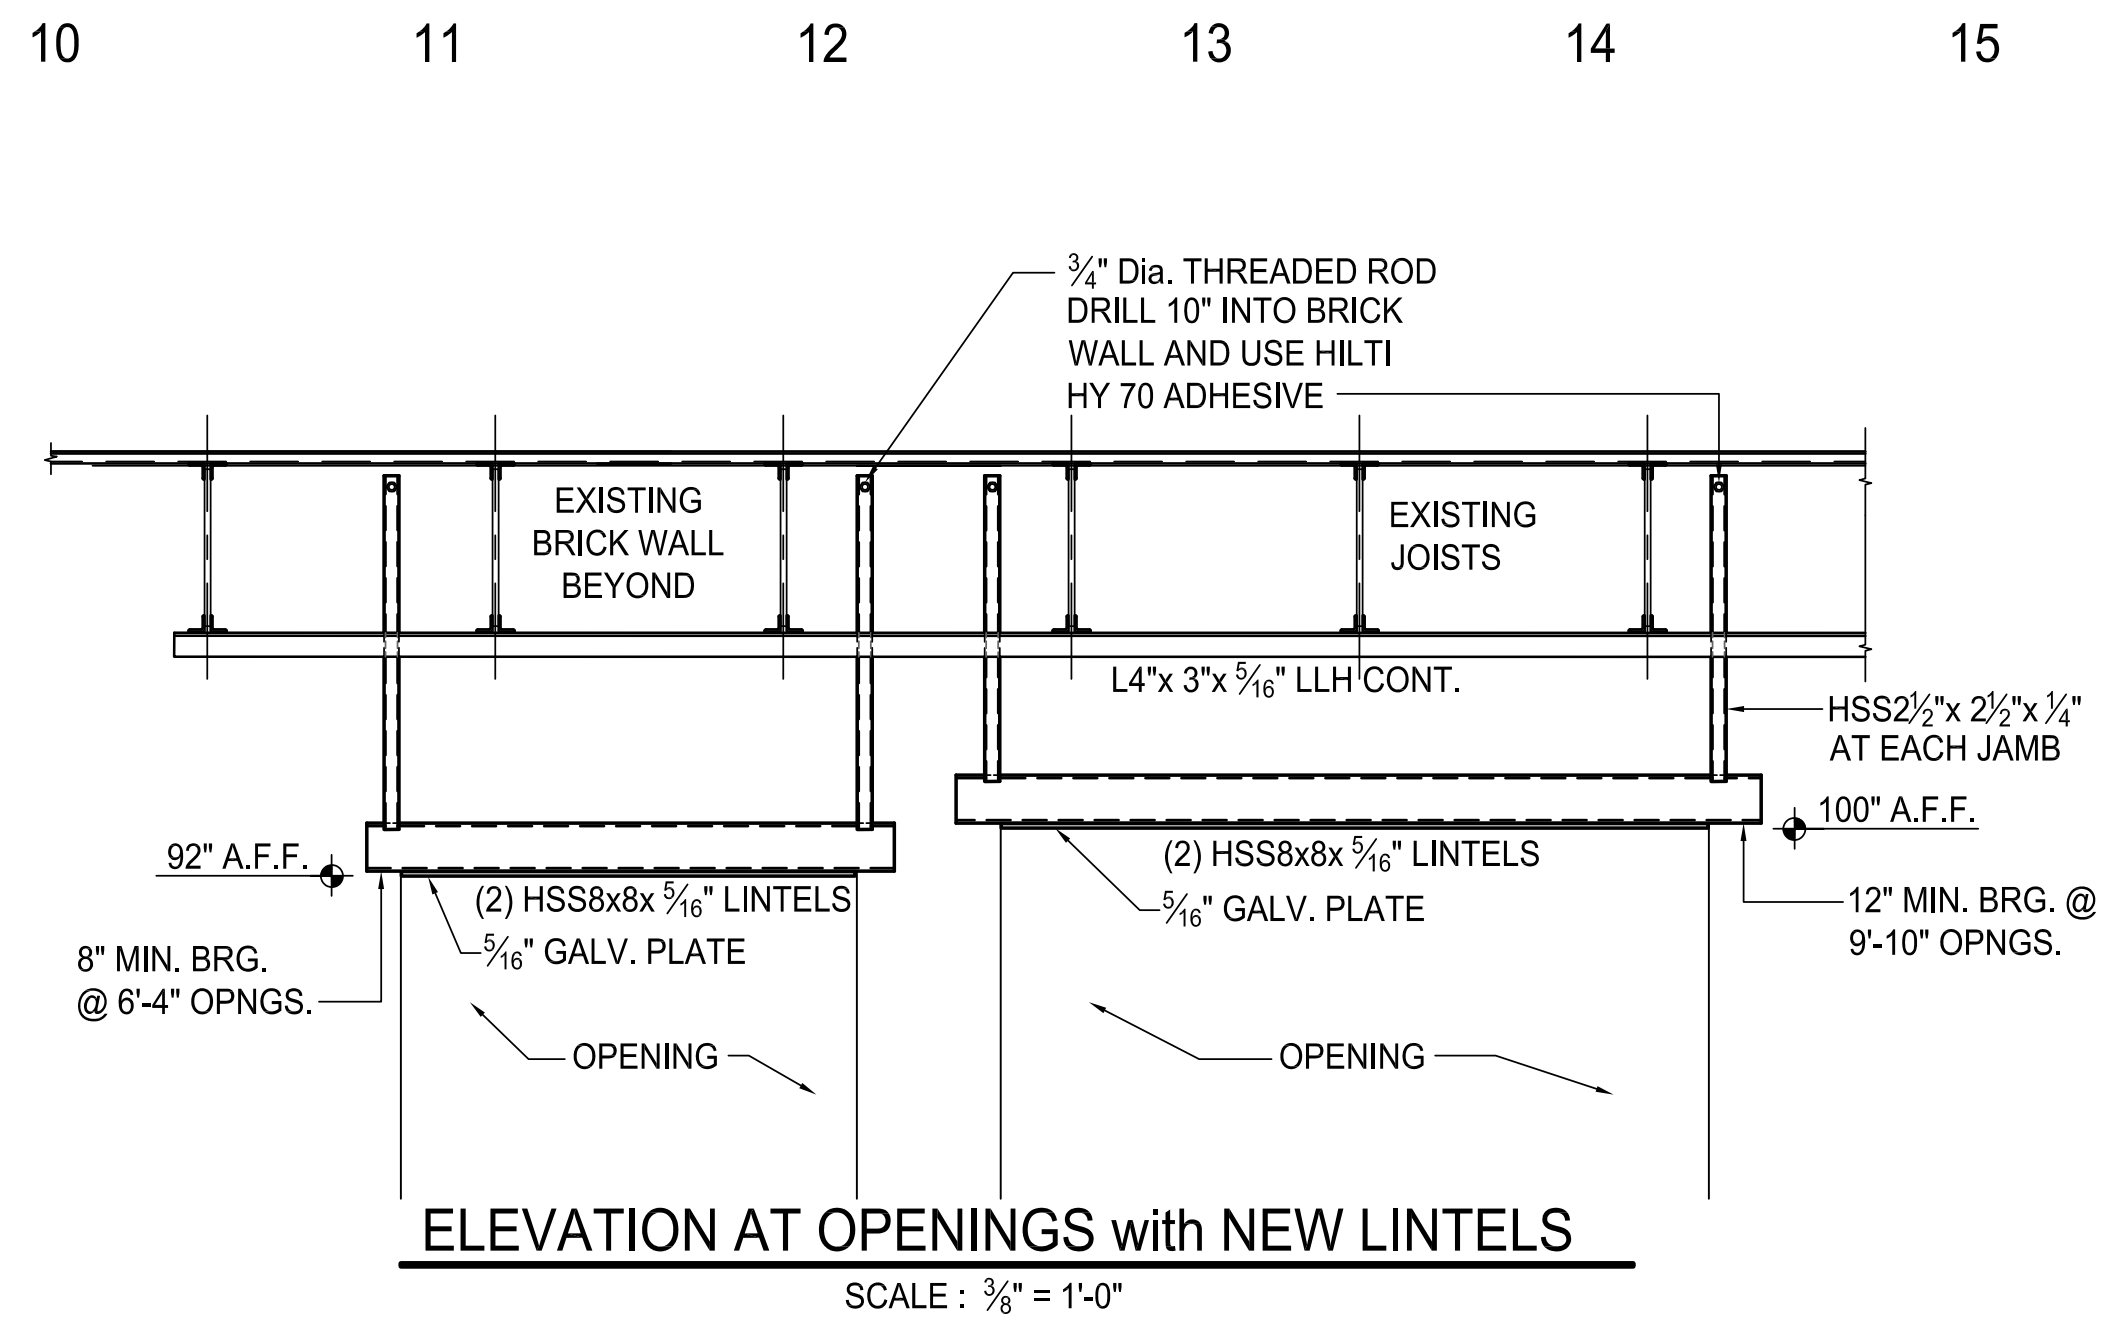 10 11 12 13 14 15
¾" Dia. THREADED ROD
DRILL 10" INTO BRICK
WALL AND USE HILTI
HY 70 ADHESIVE
EXISTING
BRICK WALL
BEYOND
EXISTING
JOISTS
L4"x 3"x 5⁄16" LLH CONT.
HSS2½"x 2½"x ¼"
AT EACH JAMB
100" A.F.F.
92" A.F.F.
(2) HSS8x8x 5⁄16" LINTELS
5⁄16" GALV. PLATE
(2) HSS8x8x 5⁄16" LINTELS
5⁄16" GALV. PLATE
12" MIN. BRG. @
9'-10" OPNGS.
8" MIN. BRG.
@ 6'-4" OPNGS.
OPENING
OPENING
ELEVATION AT OPENINGS with NEW LINTELS
SCALE : ⅜" = 1'-0"